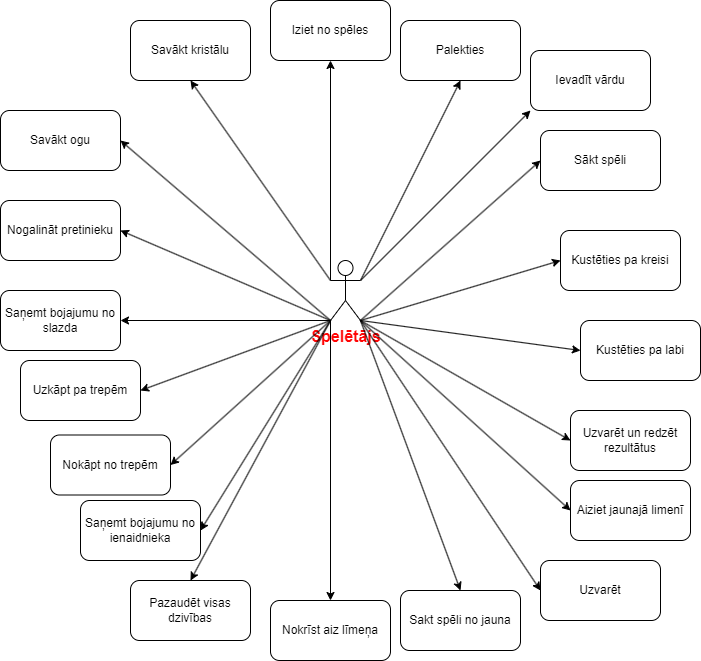 Iziet no spēles
Savākt kristālu
Palekties
Ievadīt vārdu
Savākt ogu
Sākt spēli
Nogalināt pretinieku
Kustēties pa kreisi
Saņemt bojajumu no
slazda
Spelētājs
Kustēties pa labi
Uzkāpt pa trepēm
Uzvarēt un redzēt
rezultātus
Nokāpt no trepēm
Aiziet jaunajā limenī
Saņemt bojajumu no
ienaidnieka
Uzvarēt
Pazaudēt visas
dzivības
Nokrīst aiz līmeņa
Sakt spēli no jauna